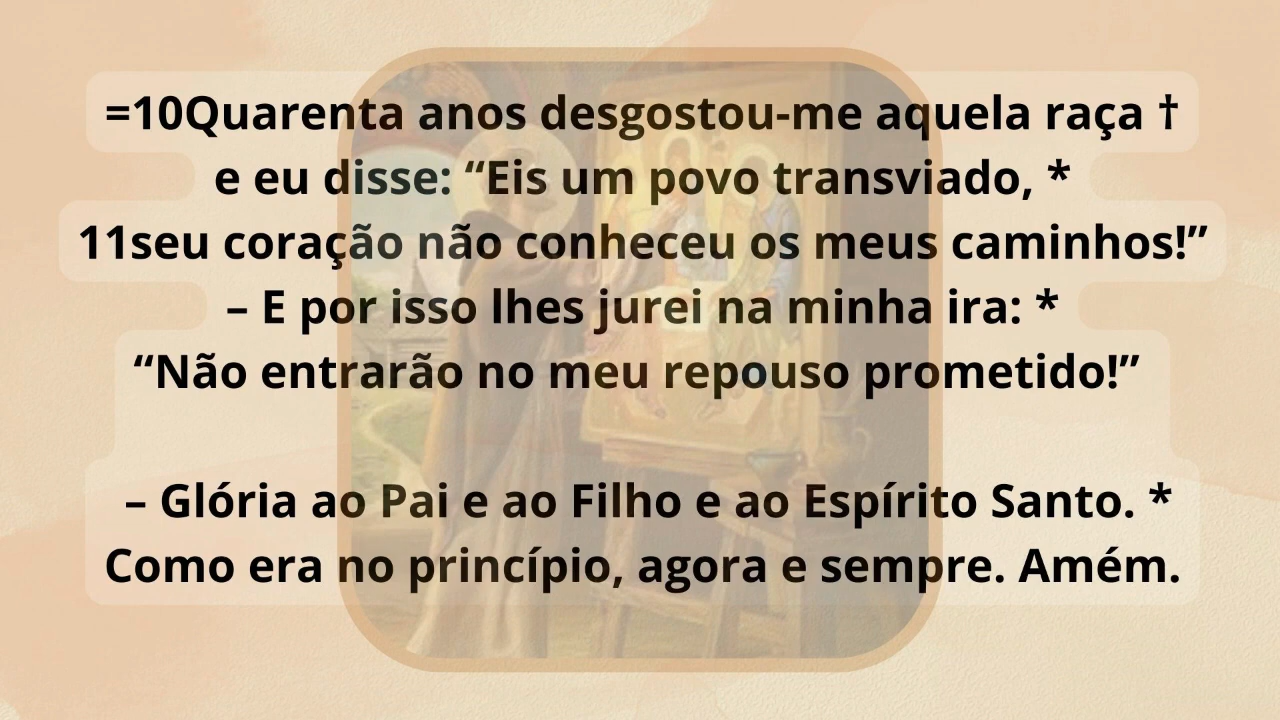 =10Quarenta anos desgostou-me aquela raça †
e eu disse: “Eis um povo transviado, *
11seu coração não conheceu os meus caminhos!”
– E por isso lhes jurei na minha ira: *
“Não entrarão no meu repouso prometido!”
– Glória ao Pai e ao Filho e ao Espírito Santo. *
Como era no princípio, agora e sempre. Amém.